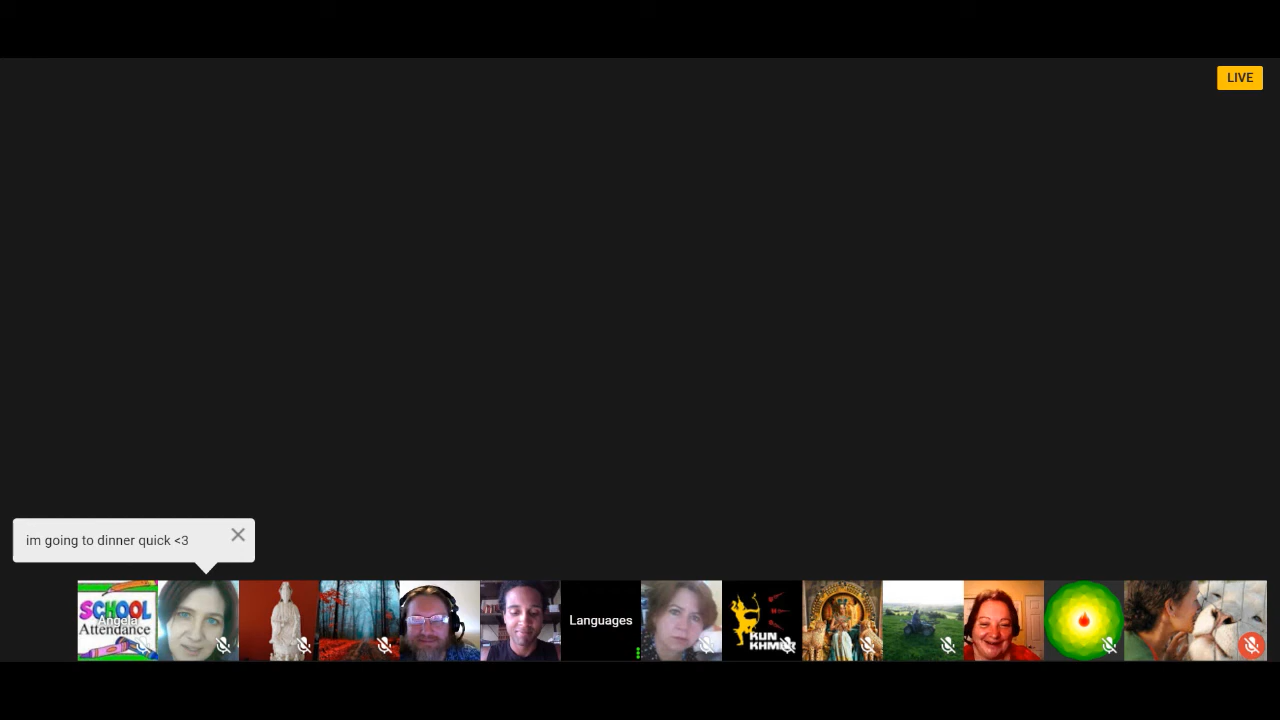 LIVE
im going to dinner quick <3
SCHOOL
Angela
Attendance
Languages
KUN
KHMER